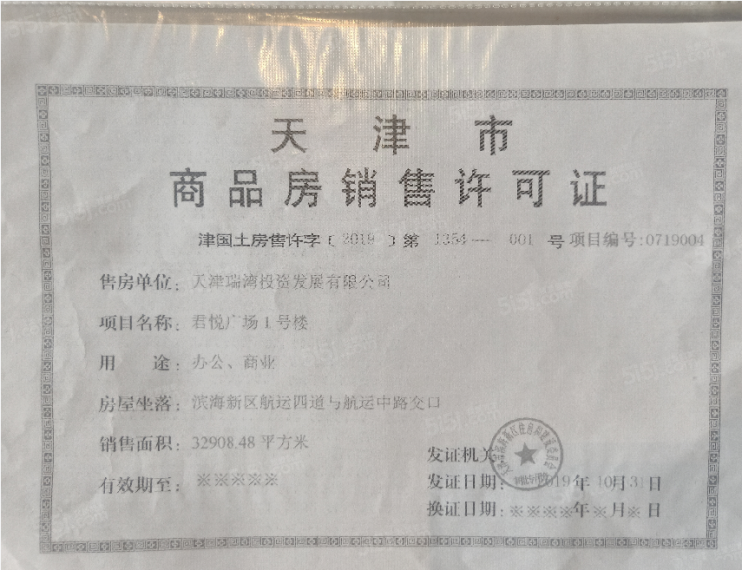 天津市
商品房销售许可证
津国土房售许字〔2019〕第 1354-001 号 项目编号:0719004
售房单位：天津瑞湾投资发展有限公司
项目名称：君悦广场1号楼
用 途：办公、商业
房屋坐落：滨海新区航运四道与航运中路交口
销售面积：32908.48 平方米
有效期至：※※※※※
发证机关
发证日期：2019年10月31日
换证日期：※※※※年※月※日